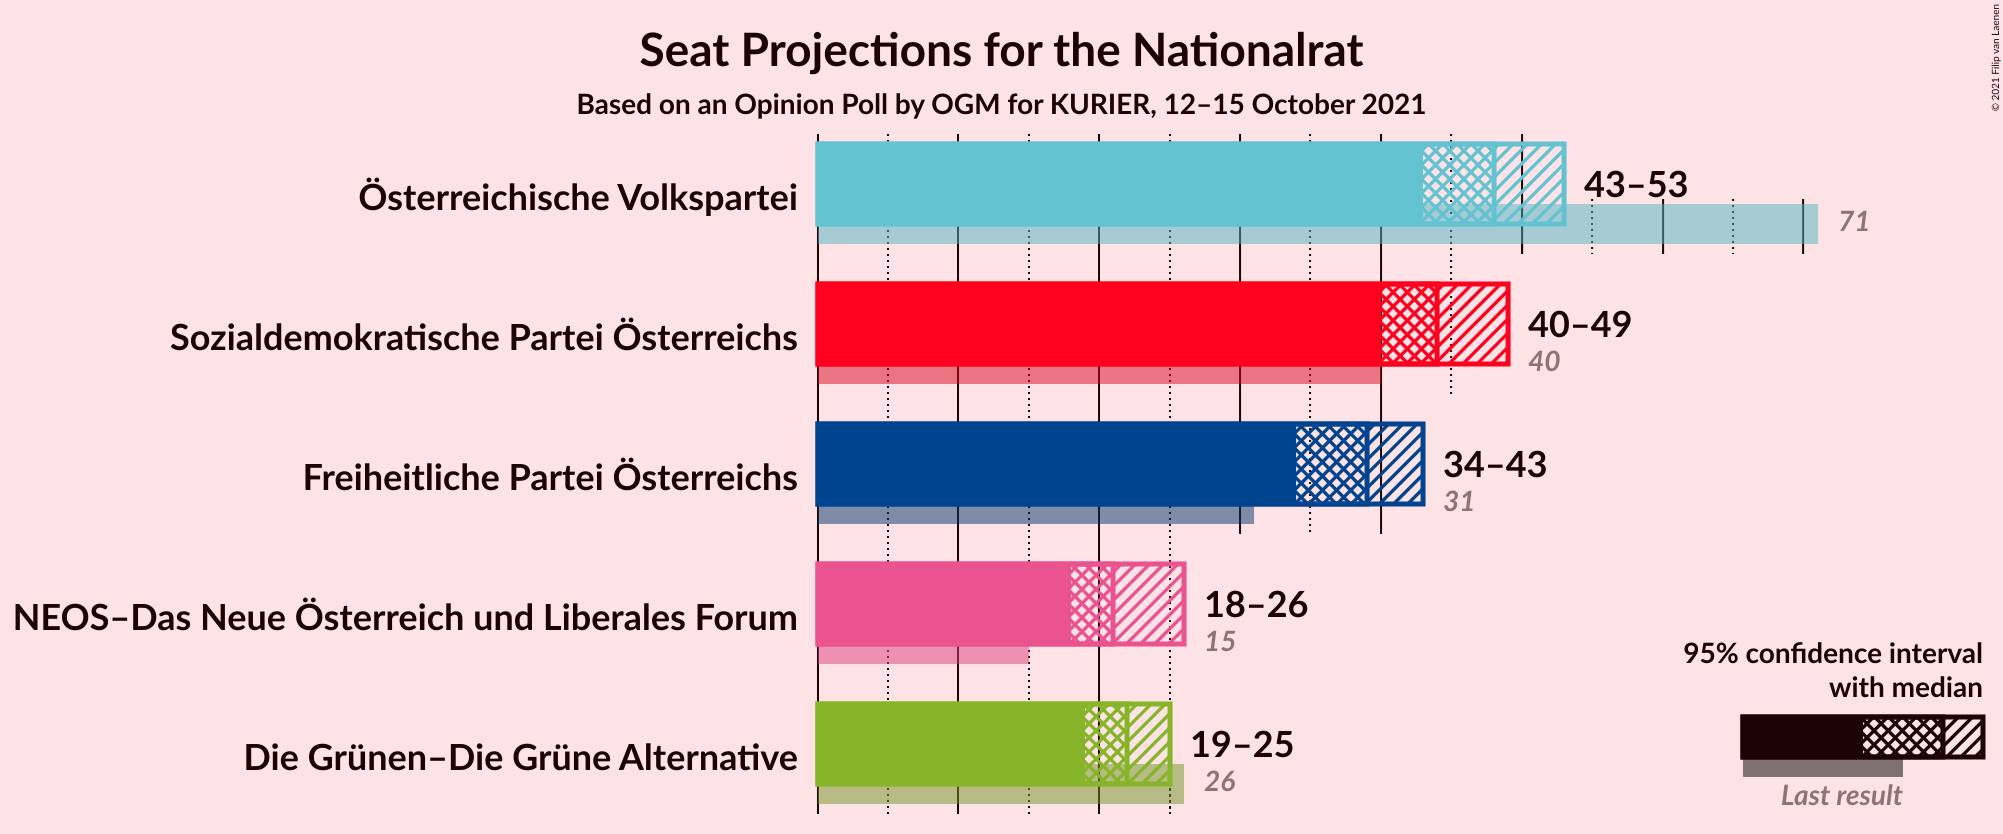 Seat Projections for the Nationalrat
Based on an Opinion Poll by OGM for KURIER, 12–15 October 2021
© 2021 Filip van Laenen
Österreichische Volkspartei
43–53
71
Sozialdemokratische Partei Österreichs
40–49
40
Freiheitliche Partei Österreichs
34–43
31
NEOS–Das Neue Österreich und Liberales Forum
18–26
15
Die Grünen–Die Grüne Alternative
19–25
26
95% confidence interval
with median
Last result